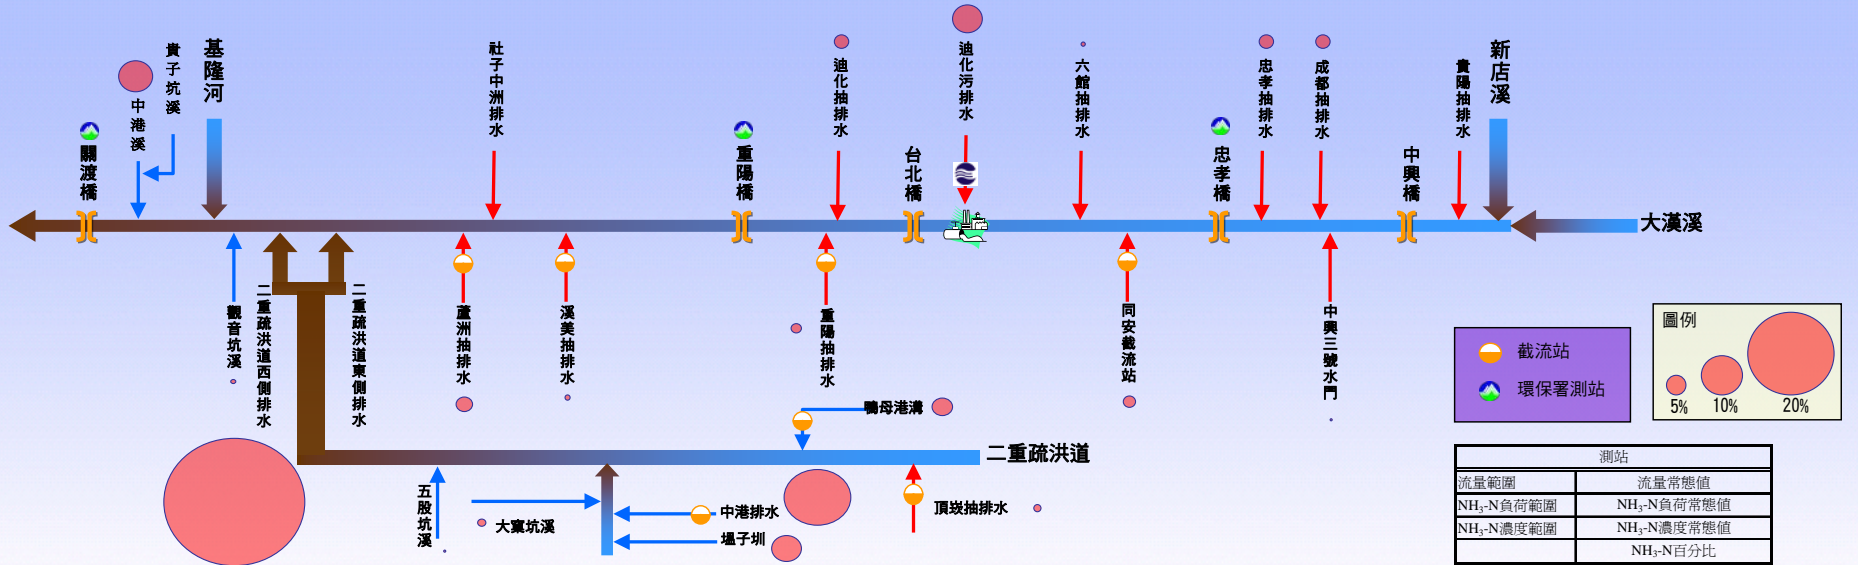 基隆河
貴子坑溪
中港溪
關渡橋
社子中洲排水
重陽橋
迪化抽排水
台北橋
迪化污排水
六館抽排水
忠孝橋
忠孝抽排水
成都抽排水
中興橋
貴陽抽排水
新店溪
大漢溪
觀音坑溪
二重疏洪道西側排水
二重疏洪道東側排水
蘆洲抽排水
溪美抽排水
重陽抽排水
同安截流站
中興三號水門
鴨母港溝
二重疏洪道
五股坑溪
大窠坑溪
中港排水
塭子圳
頂崁抽排水
截流站
環保署測站
圖例
5%
10%
20%
測站
流量範圍
流量常態值
NH₃-N負荷範圍
NH₃-N負荷常態值
NH₃-N濃度範圍
NH₃-N濃度常態值
NH₃-N百分比